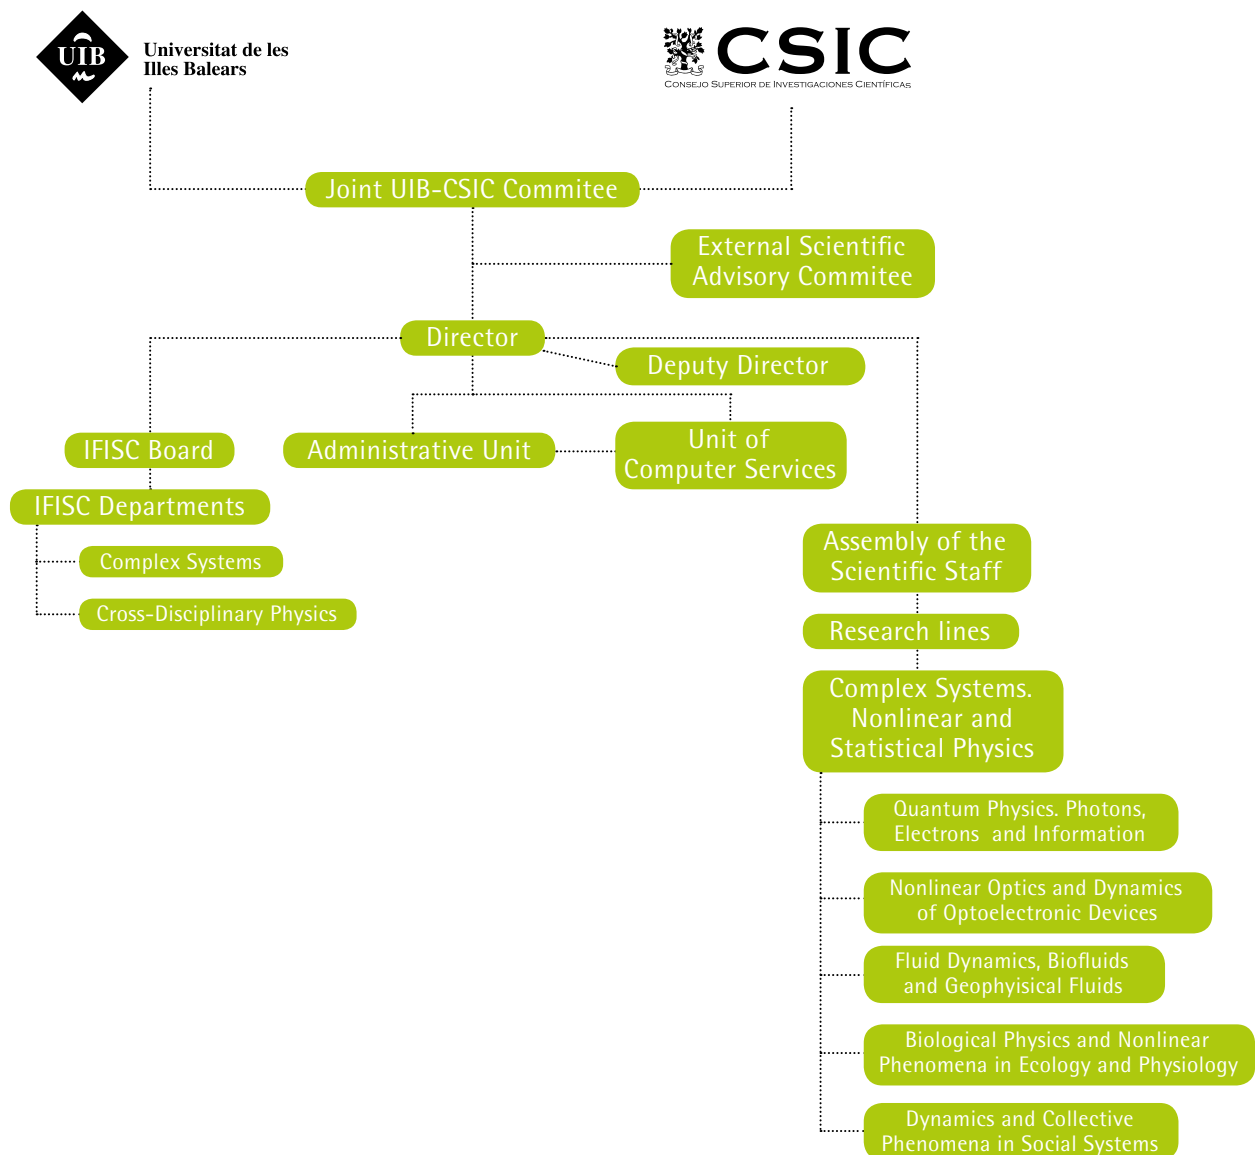 UIB
Universitat de les
Illes Balears
CSIC
Consejo Superior de Investigaciones Científicas
Joint UIB-CSIC Commitee
External Scientific
Advisory Commitee
Director
Deputy Director
IFISC Board
Administrative Unit
Unit of
Computer Services
IFISC Departments
Complex Systems
Cross-Disciplinary Physics
Assembly of the
Scientific Staff
Research lines
Complex Systems.
Nonlinear and
Statistical Physics
Quantum Physics. Photons,
Electrons and Information
Nonlinear Optics and Dynamics
of Optoelectronic Devices
Fluid Dynamics, Biofluids
and Geophyisical Fluids
Biological Physics and Nonlinear
Phenomena in Ecology and Physiology
Dynamics and Collective
Phenomena in Social Systems